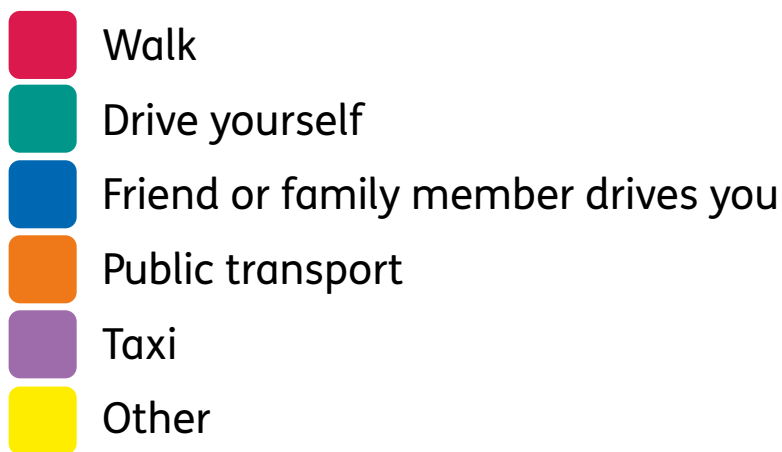 Walk
Drive yourself
Friend or family member drives you
Public transport
Taxi
Other